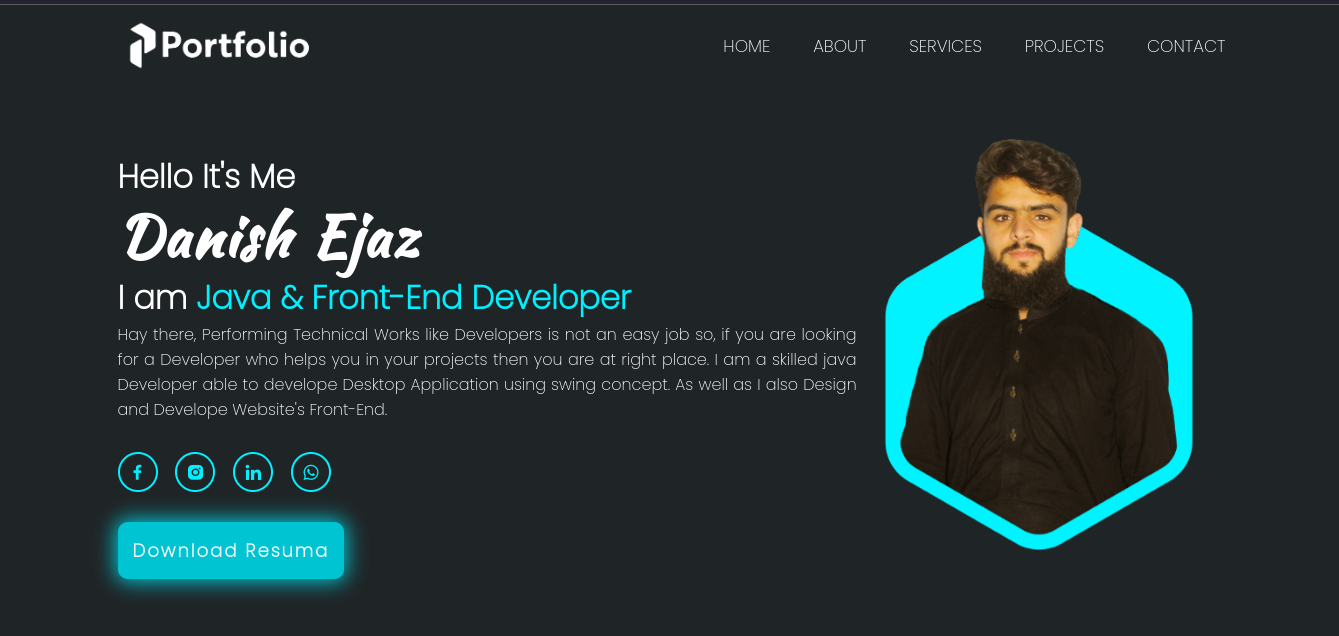 Portfolio
HOME ABOUT SERVICES PROJECTS CONTACT
Hello It's Me
Danish Ejaz
I am Java & Front-End Developer
Hay there, Performing Technical Works like Developers is not an easy job so, if you are looking
for a Developer who helps you in your projects then you are at right place. I am a skilled java
Developer able to develope Desktop Application using swing concept. As well as I also Design
and Develope Website's Front-End.
Download Resuma